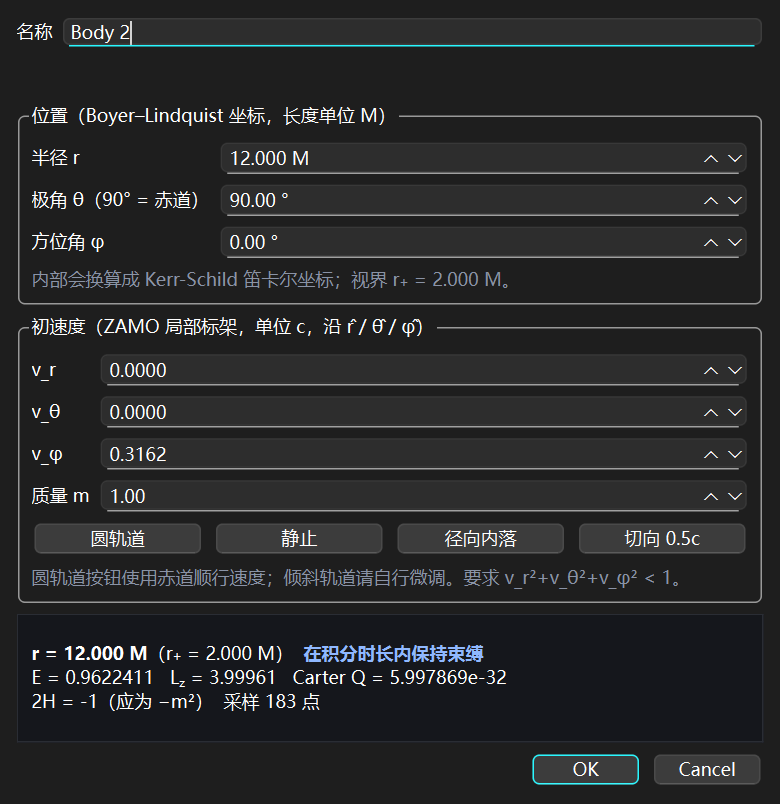 名称 Body 2
位置（Boyer–Lindquist 坐标，长度单位 M）
半径 r 12.000 M
极角 θ（90° = 赤道） 90.00 °
方位角 φ 0.00 °
内部会换算成 Kerr-Schild 笛卡尔坐标；视界 r₊ = 2.000 M。
初速度（ZAMO 局部标架，单位 c，沿 r̂ / θ̂ / φ̂）
v_r 0.0000
v_θ 0.0000
v_φ 0.3162
质量 m 1.00
圆轨道 静止 径向内落 切向 0.5c
圆轨道按钮使用赤道顺行速度；倾斜轨道请自行微调。要求 v_r²+v_θ²+v_φ² < 1。
r = 12.000 M（r₊ = 2.000 M） 在积分时长内保持束缚
E = 0.9622411 L_z = 3.99961 Carter Q = 5.997869e-32
2H = -1（应为 −m²） 采样 183 点
OK Cancel